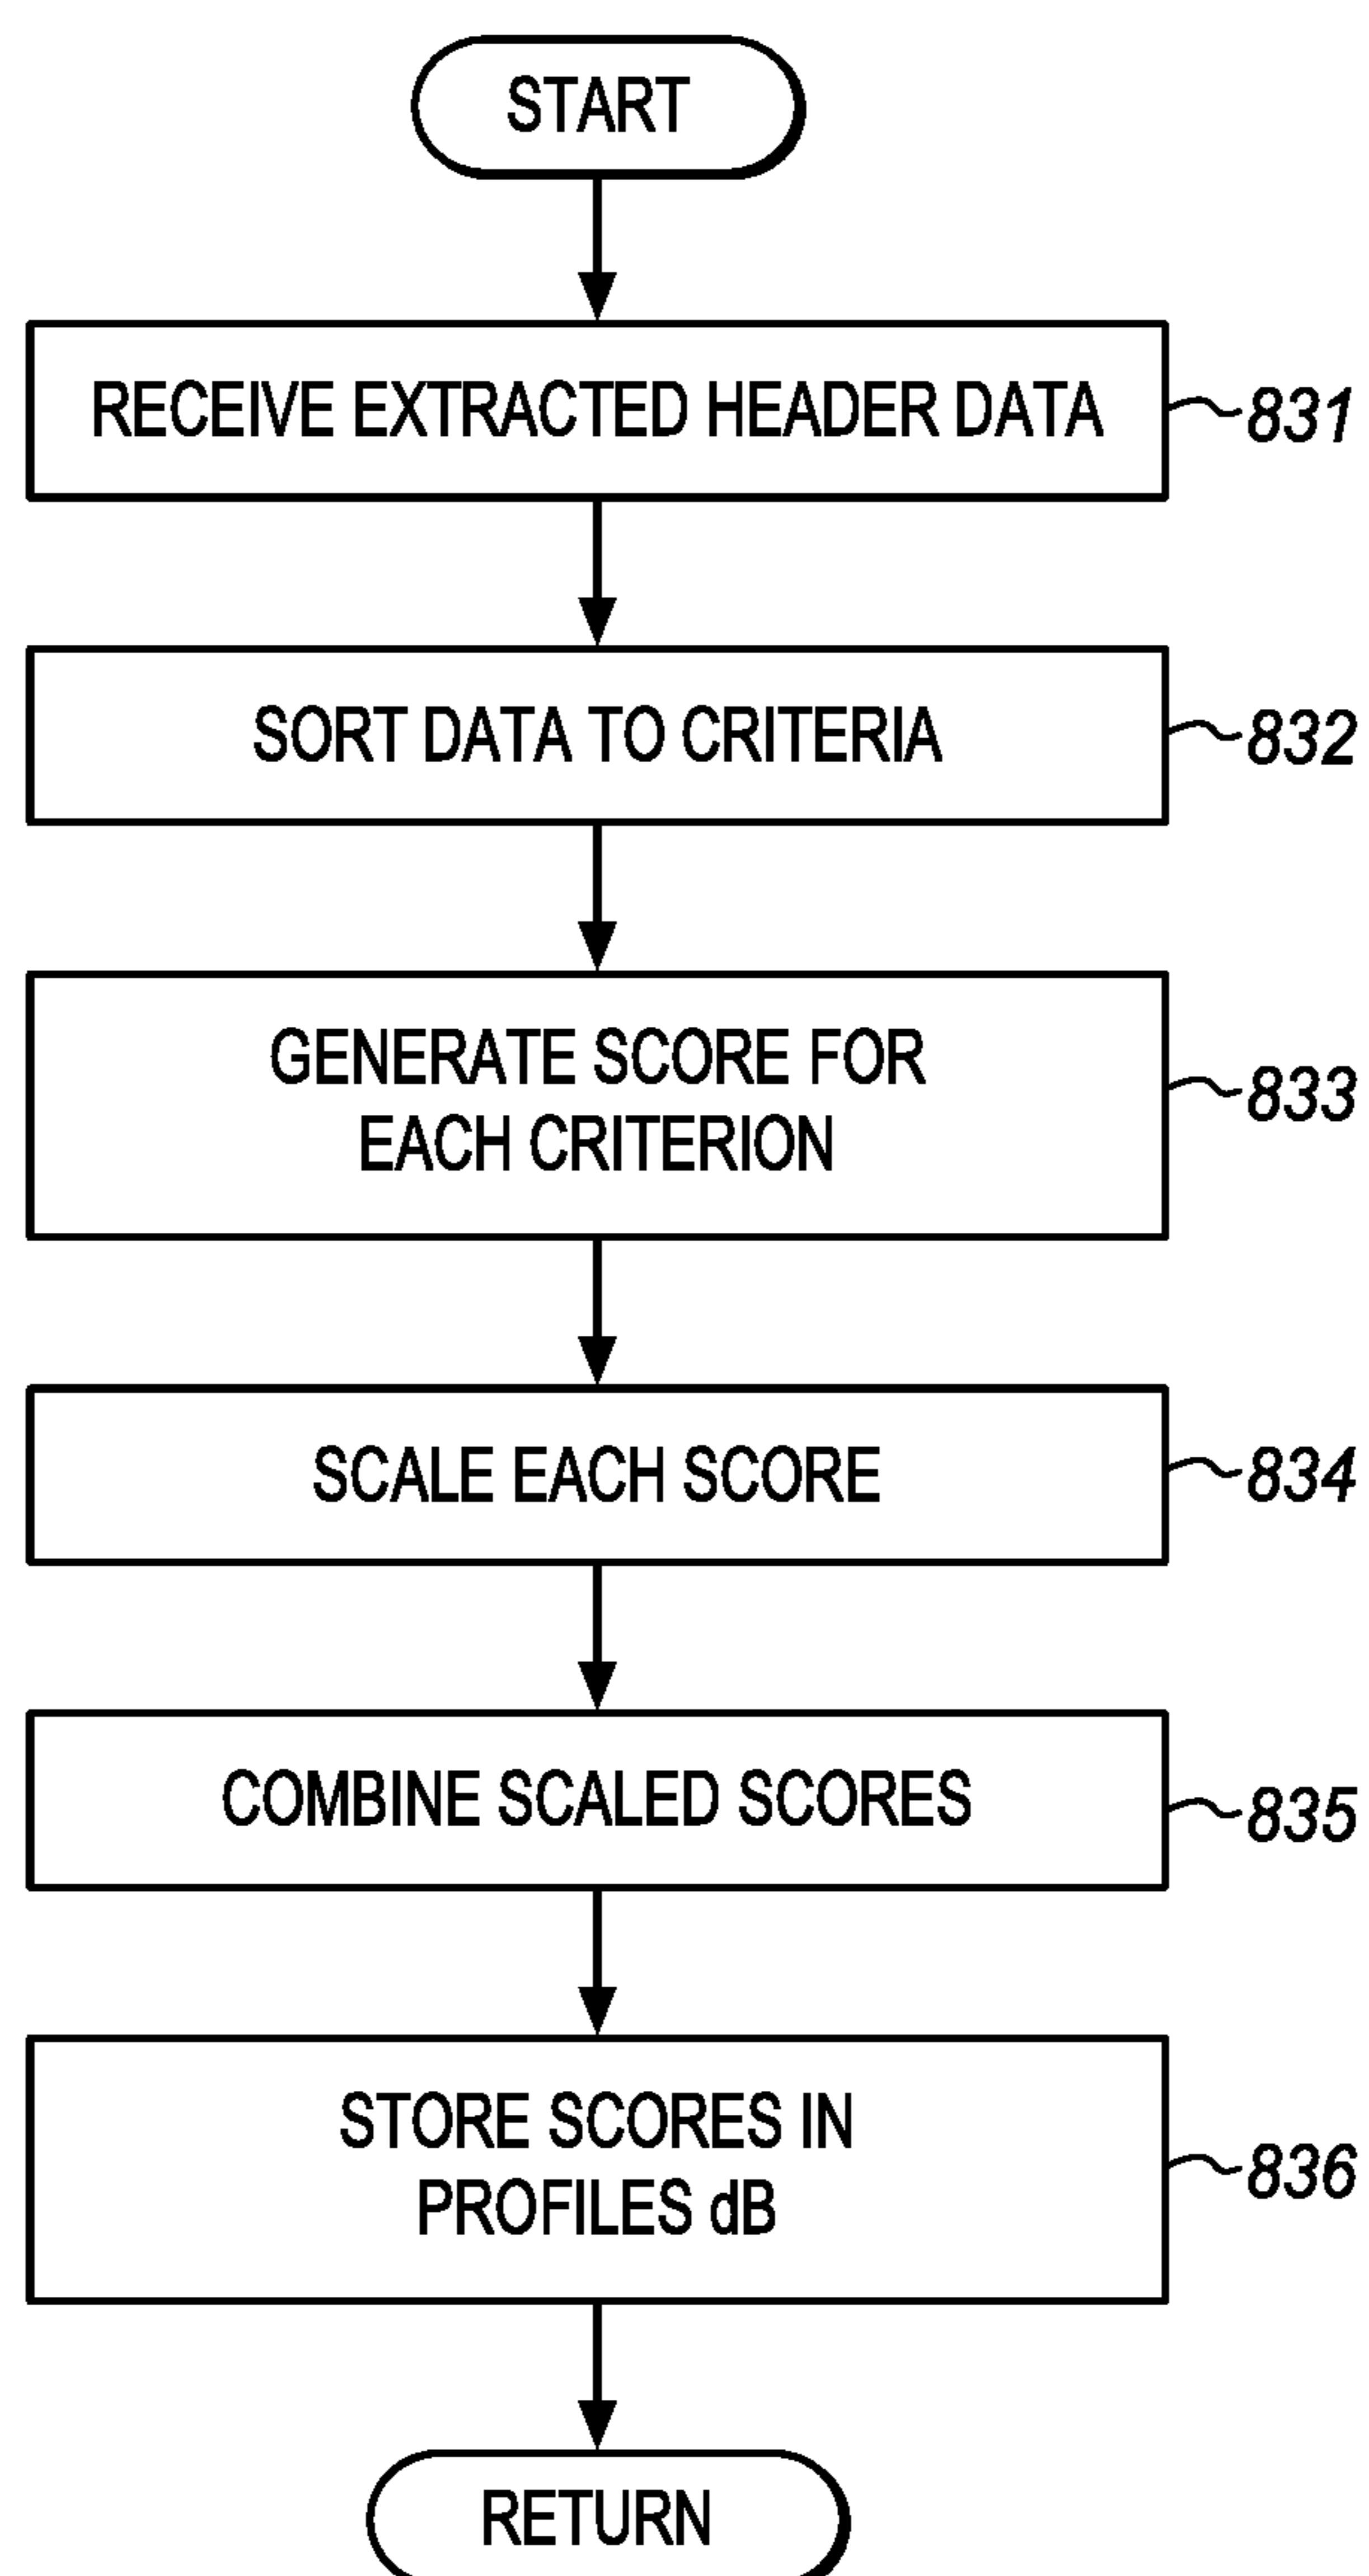 START
RECEIVE EXTRACTED HEADER DATA
831
SORT DATA TO CRITERIA
832
GENERATE SCORE FOR
EACH CRITERION
833
SCALE EACH SCORE
834
COMBINE SCALED SCORES
835
STORE SCORES IN
PROFILES dB
836
RETURN